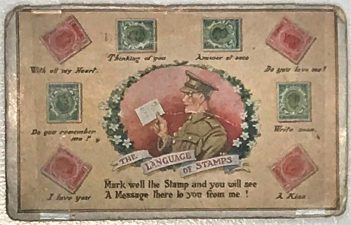 Thinking of you
Answer at once
With all my Heart.
Do you love me?
Do you remember
me?
Write soon.
THE LANGUAGE
OF STAMPS
I love you
A Kiss
Mark well the Stamp and you will see
A Message there to you from me!